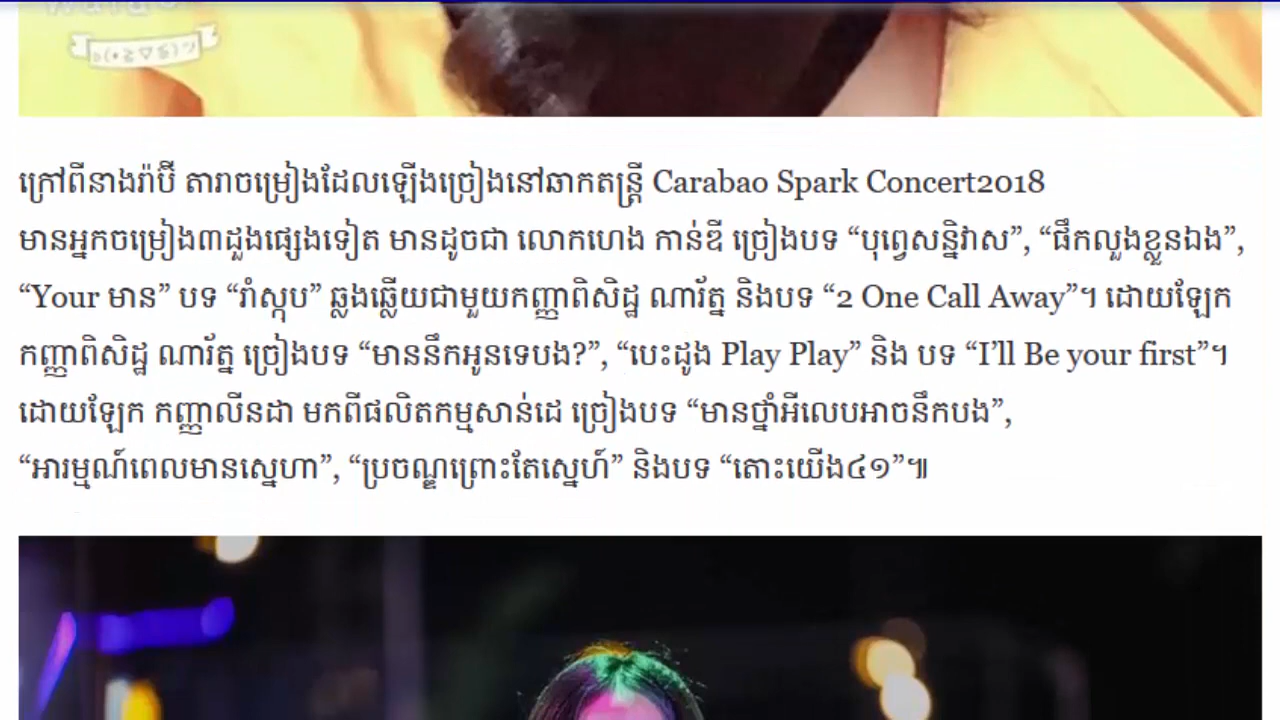 ក្រៅពីនាងរ៉ាប៊ី តារាចម្រៀងដែលឡើងច្រៀងនៅឆាកតន្ត្រី Carabao Spark Concert2018
មានអ្នកចម្រៀង៣ដួងផ្សេងទៀត មានដូចជា លោកហេង កាន់ឌី ច្រៀងបទ “បុព្វេសន្និវាស”, “ផឹកលួងខ្លួនឯង”,
“Your មាន” បទ “រាំស្កុប” ឆ្លងឆ្លើយជាមួយកញ្ញាពិសិដ្ឋ ណារ័ត្ន និងបទ “2 One Call Away”។ ដោយឡែក
កញ្ញាពិសិដ្ឋ ណារ័ត្ន ច្រៀងបទ “មាននឹកអូនទេបង?”, “បេះដូង Play Play” និង បទ “I’ll Be your first”។
ដោយឡែក កញ្ញាលីនដា មកពីផលិតកម្មសាន់ដេ ច្រៀងបទ “មានថ្នាំអីលេបអាចនឹកបង”,
“អារម្មណ៍ពេលមានស្នេហា”, “ប្រចណ្ឌព្រោះតែស្នេហ៍” និងបទ “តោះយើង៤១”៕